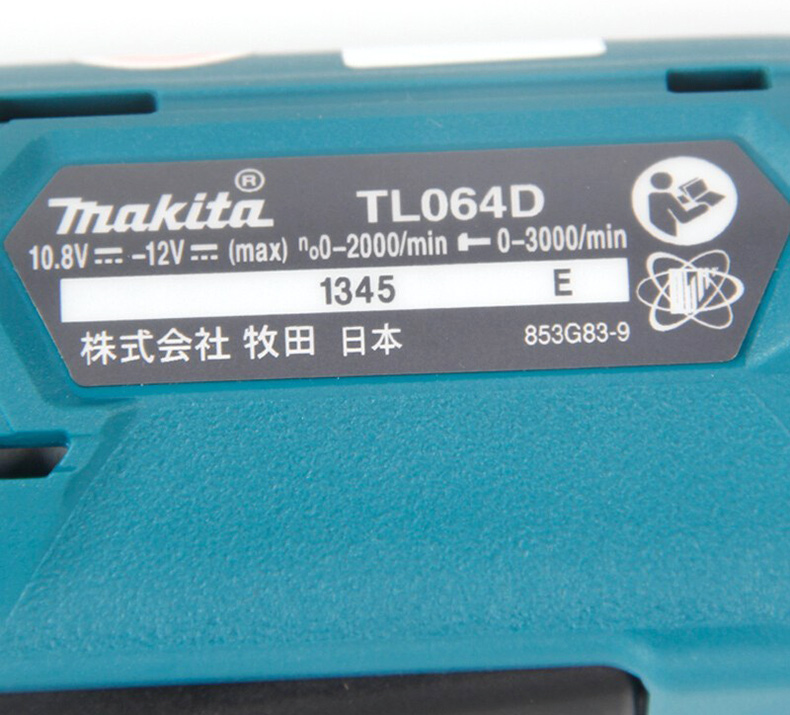 makita® TL064D
10.8V⎓ -12V⎓ (max) n₀0-2000/min 0-3000/min
1345 E
株式会社 牧田 日本 853G83-9